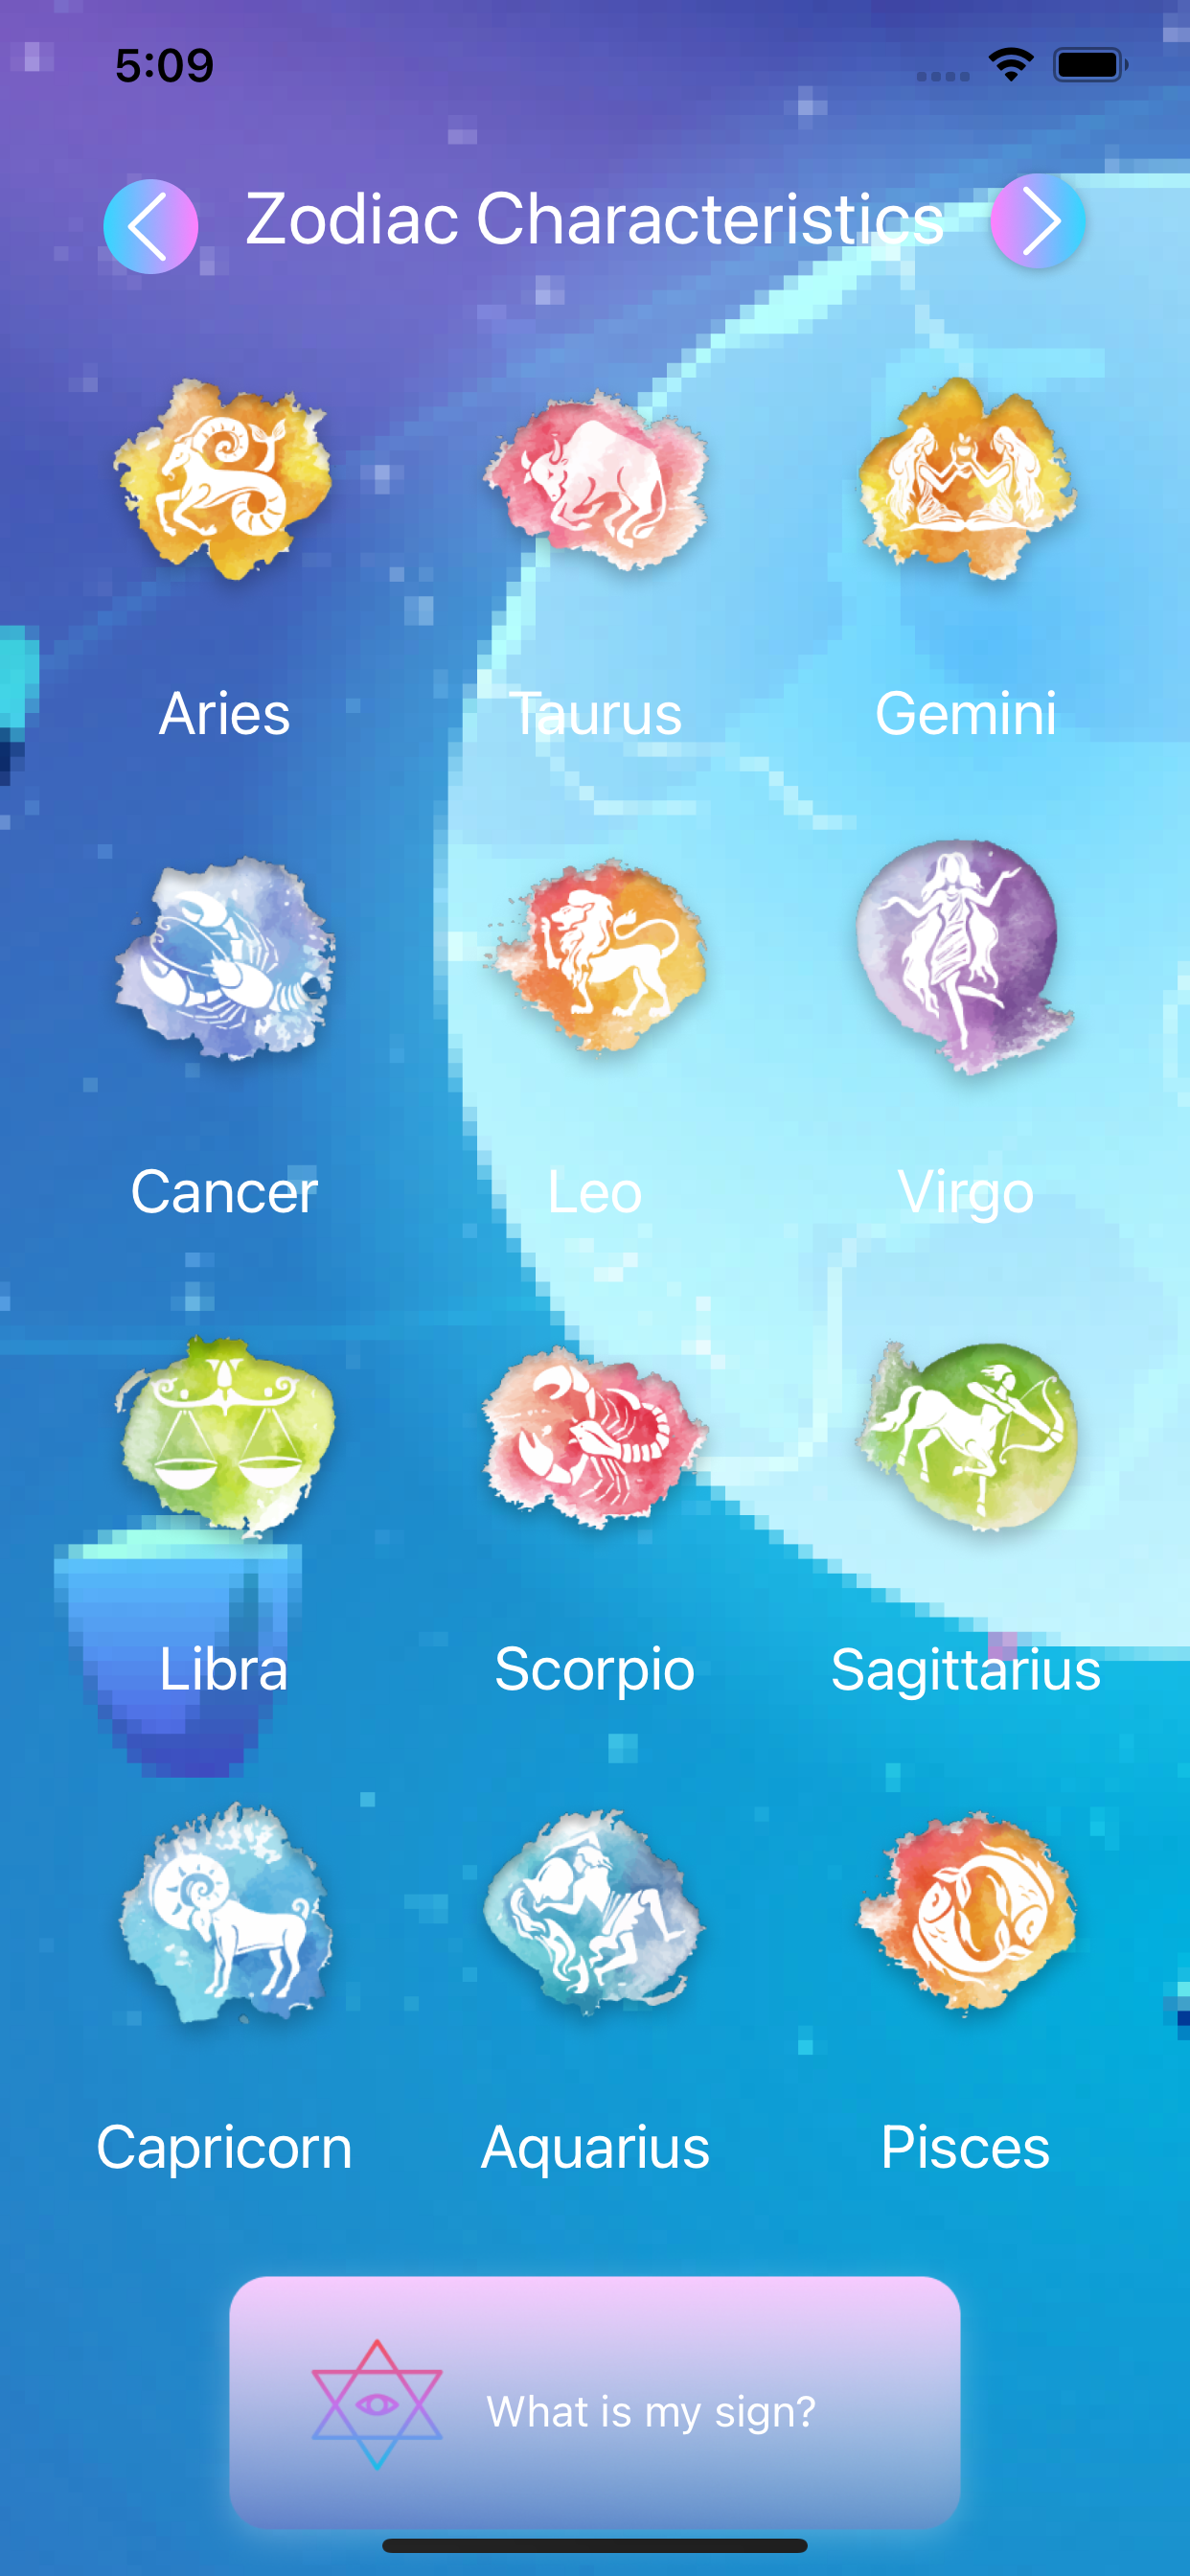 5:09
Zodiac Characteristics
Aries Taurus Gemini
Cancer Leo Virgo
Libra Scorpio Sagittarius
Capricorn Aquarius Pisces
What is my sign?